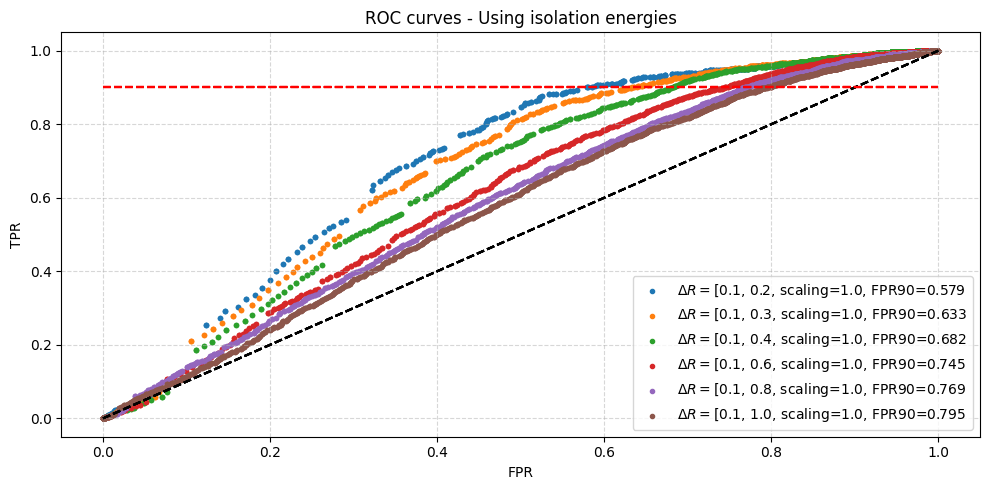 ROC curves - Using isolation energies
1.0
0.8
0.6
0.4
0.2
0.0
TPR
0.0 0.2 0.4 0.6 0.8 1.0
FPR
ΔR = [0.1, 0.2, scaling=1.0, FPR90=0.579
ΔR = [0.1, 0.3, scaling=1.0, FPR90=0.633
ΔR = [0.1, 0.4, scaling=1.0, FPR90=0.682
ΔR = [0.1, 0.6, scaling=1.0, FPR90=0.745
ΔR = [0.1, 0.8, scaling=1.0, FPR90=0.769
ΔR = [0.1, 1.0, scaling=1.0, FPR90=0.795